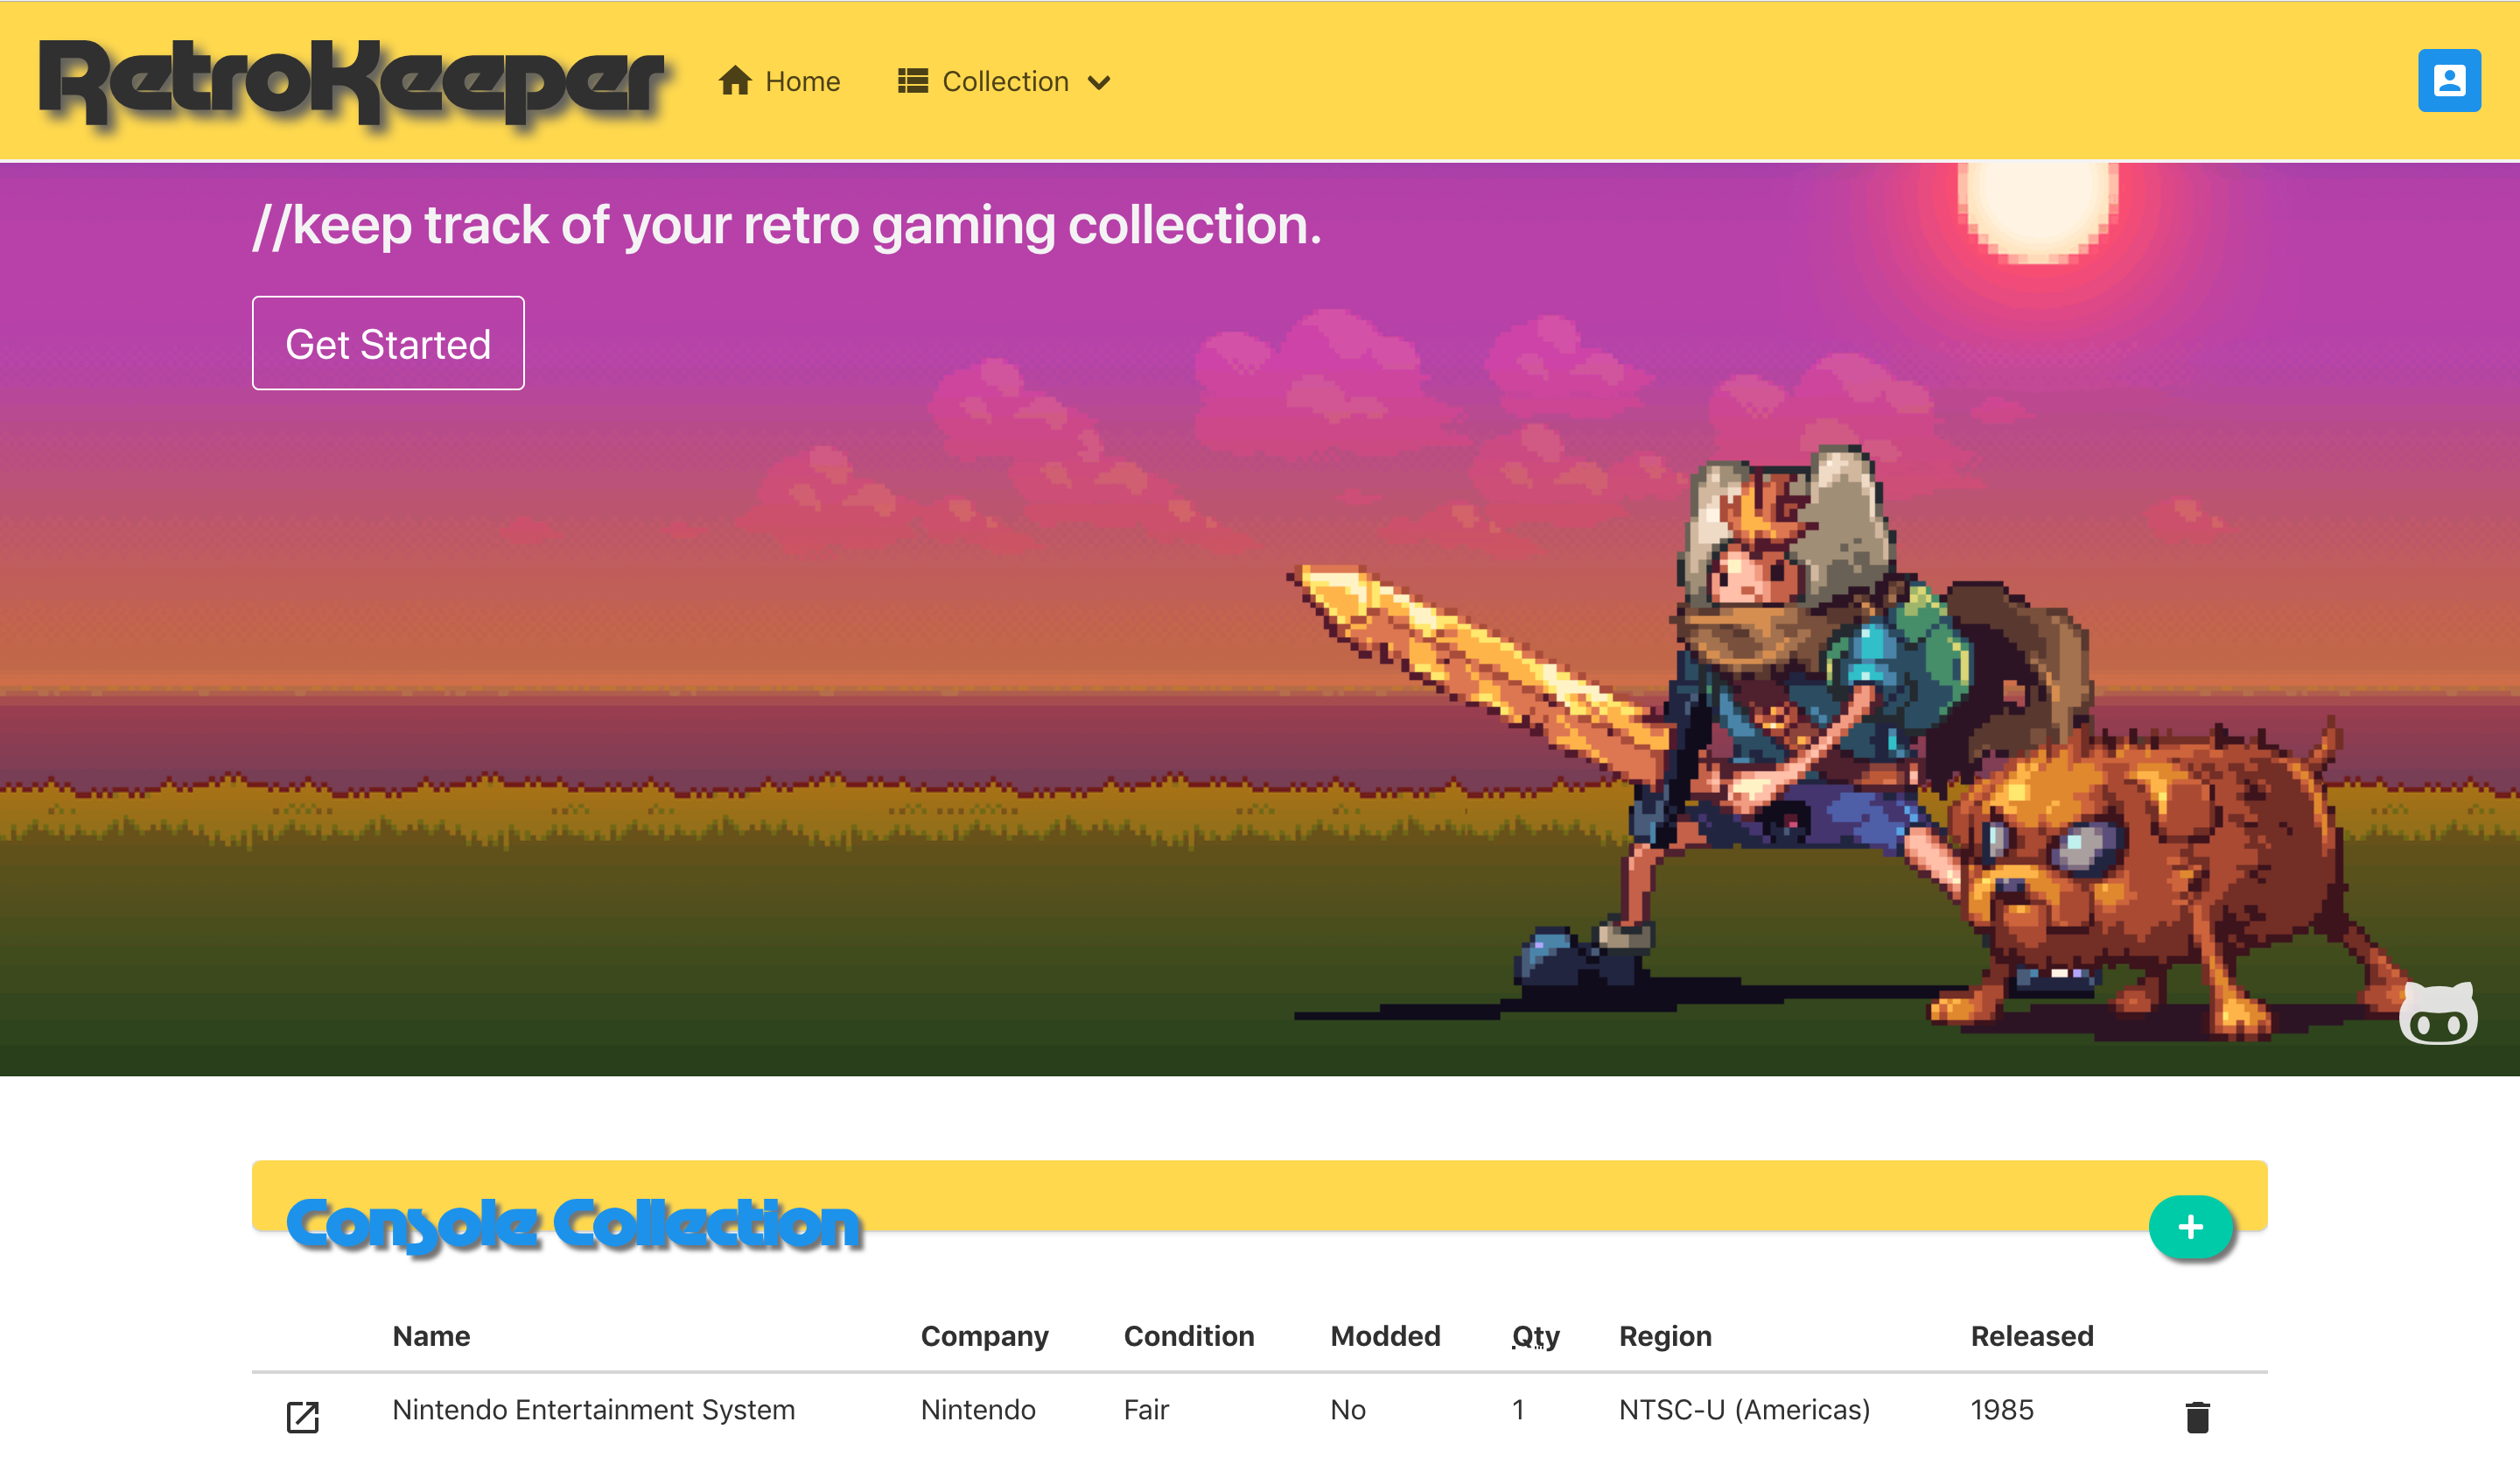 RetroKeeper Home Collection
//keep track of your retro gaming collection.
Get Started
Console Collection
+
Name Company Condition Modded Qty Region Released
Nintendo Entertainment System Nintendo Fair No 1 NTSC-U (Americas) 1985